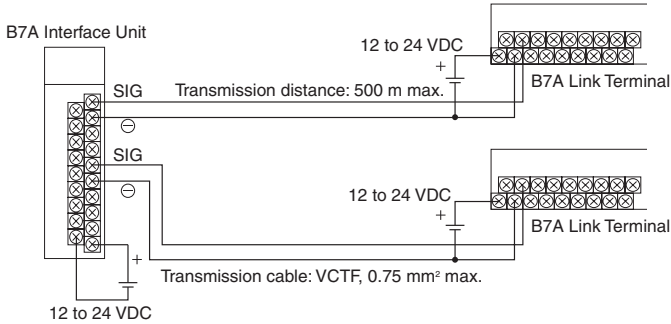 B7A Interface Unit
12 to 24 VDC
+
B7A Link Terminal
SIG
Transmission distance: 500 m max.
⊖
SIG
⊖
12 to 24 VDC
+
B7A Link Terminal
+
Transmission cable: VCTF, 0.75 mm² max.
12 to 24 VDC